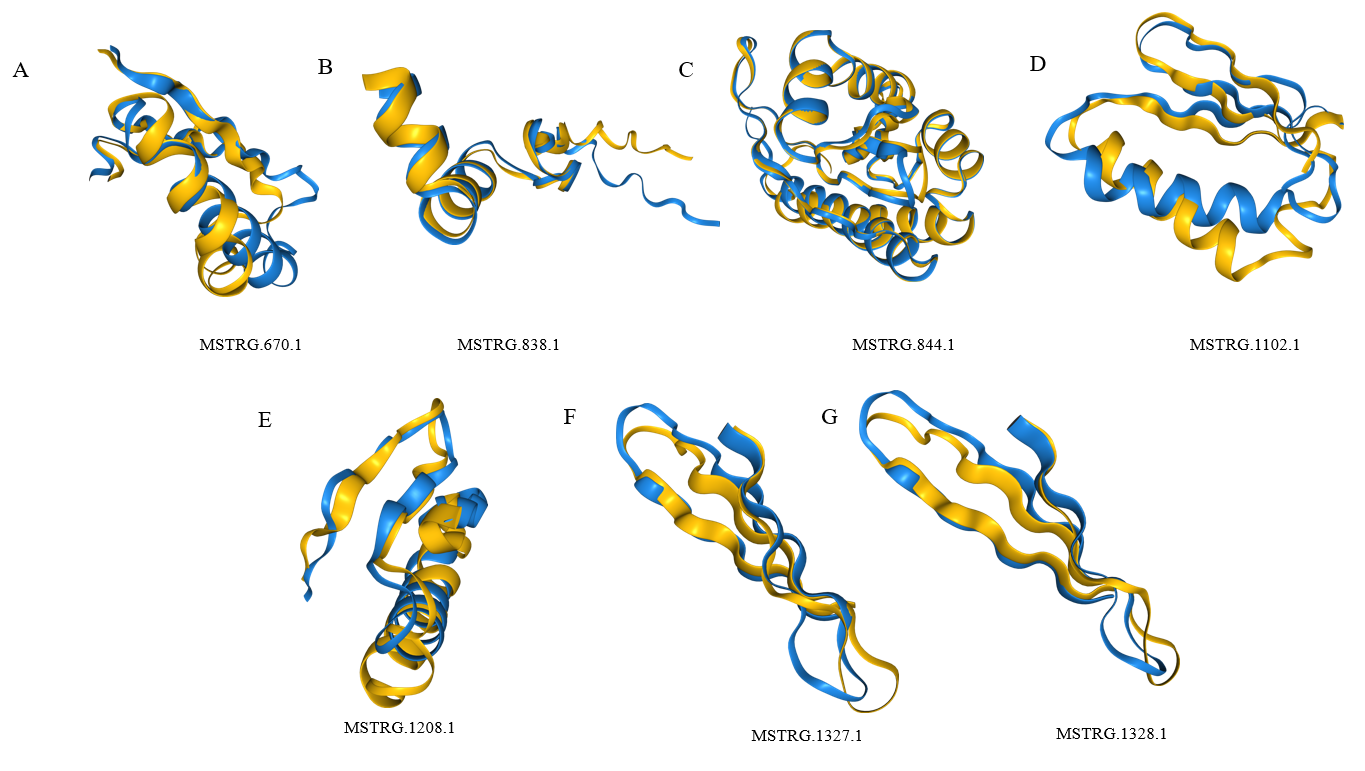 A
B
C
D
MSTRG.670.1
MSTRG.838.1
MSTRG.844.1
MSTRG.1102.1
E
F
G
MSTRG.1208.1
MSTRG.1327.1
MSTRG.1328.1